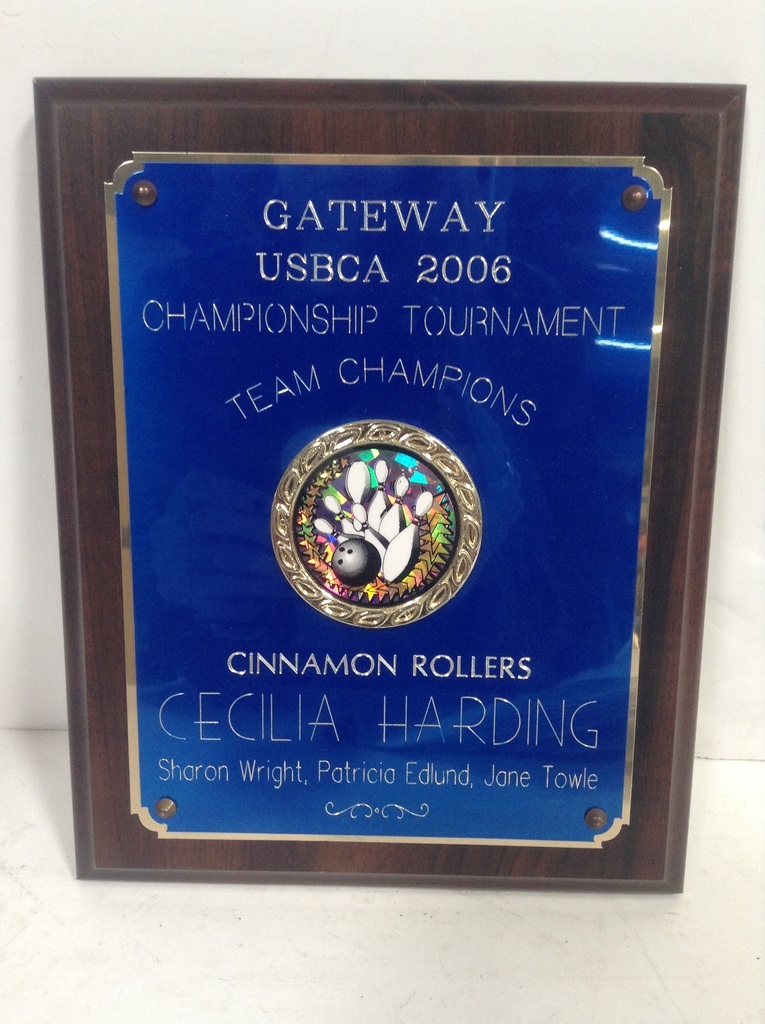 GATEWAY
USBCA 2006
CHAMPIONSHIP TOURNAMENT
TEAM CHAMPIONS
CINNAMON ROLLERS
CECILIA HARDING
Sharon Wright, Patricia Edlund, Jane Towle